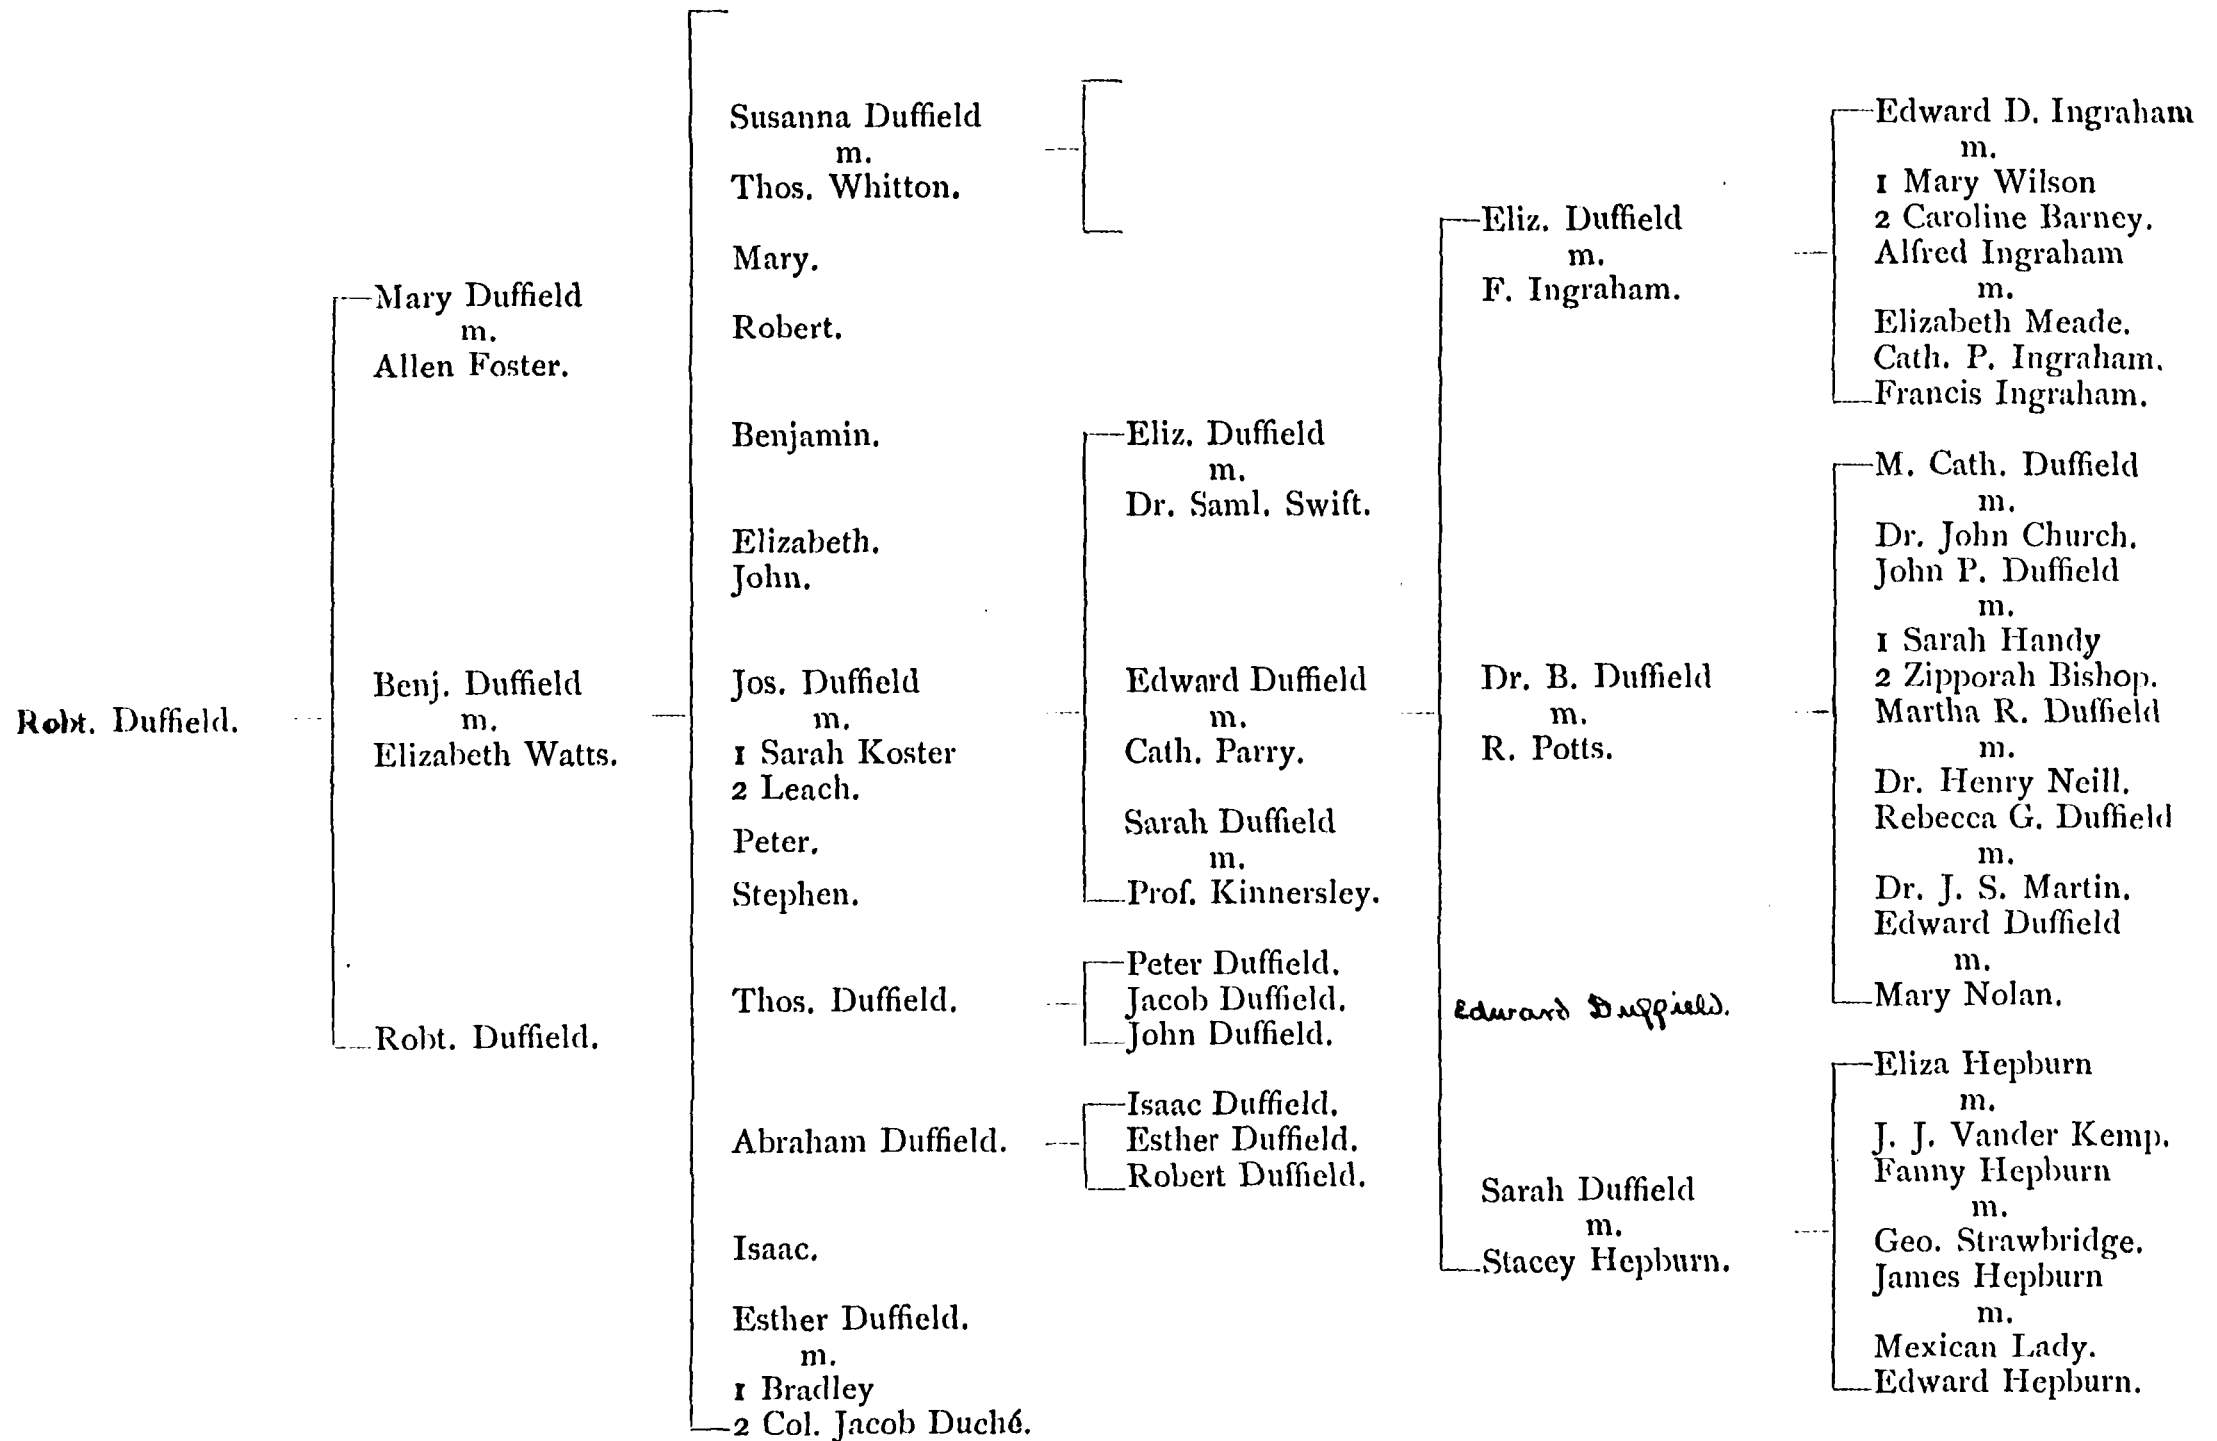 Robt. Duffield.
Mary Duffield
m.
Allen Foster.
Benj. Duffield
m.
Elizabeth Watts.
Robt. Duffield.
Susanna Duffield
m.
Thos. Whitton.
Mary.
Robert.
Benjamin.
Elizabeth.
John.
Jos. Duffield
m.
1 Sarah Koster
2 Leach.
Peter.
Stephen.
Thos. Duffield.
Abraham Duffield.
Isaac.
Esther Duffield.
m.
1 Bradley
2 Col. Jacob Duché.
Eliz. Duffield
m.
Dr. Saml. Swift.
Edward Duffield
m.
Cath. Parry.
Sarah Duffield
m.
Prof. Kinnersley.
Peter Duffield.
Jacob Duffield.
John Duffield.
Isaac Duffield.
Esther Duffield.
Robert Duffield.
Eliz. Duffield
m.
F. Ingraham.
Dr. B. Duffield
m.
R. Potts.
Edward Duffield.
Sarah Duffield
m.
Stacey Hepburn.
Edward D. Ingraham
m.
1 Mary Wilson
2 Caroline Barney.
Alfred Ingraham
m.
Elizabeth Meade.
Cath. P. Ingraham.
Francis Ingraham.
M. Cath. Duffield
m.
Dr. John Church.
John P. Duffield
m.
1 Sarah Handy
2 Zipporah Bishop.
Martha R. Duffield
m.
Dr. Henry Neill.
Rebecca G. Duffield
m.
Dr. J. S. Martin.
Edward Duffield
m.
Mary Nolan.
Eliza Hepburn
m.
J. J. Vander Kemp.
Fanny Hepburn
m.
Geo. Strawbridge.
James Hepburn
m.
Mexican Lady.
Edward Hepburn.